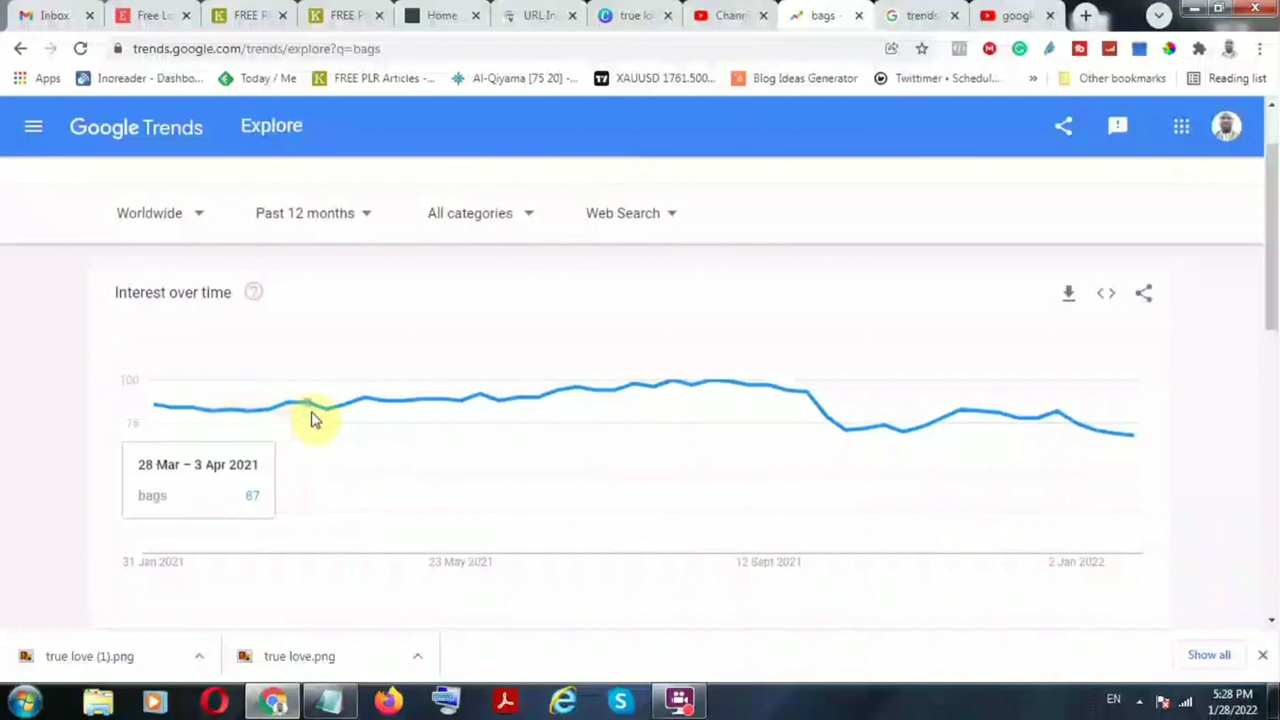 Inbox
Free Lo
FREE P
FREE P
Home
URL In
true lo
Chann
bags -
trends.
googl
trends.google.com/trends/explore?q=bags
Apps
Inoreader - Dashbo...
Today / Me
FREE PLR Articles -...
Al-Qiyama [75 20] -...
XAUUSD 1761.500...
Blog Ideas Generator
Twittimer • Schedul...
»
Other bookmarks
Reading list
Google Trends
Explore
Worldwide
Past 12 months
All categories
Web Search
Interest over time
100
28 Mar – 3 Apr 2021
bags 87
31 Jan 2021
23 May 2021
12 Sept 2021
2 Jan 2022
true love (1).png
true love.png
Show all
EN
5:28 PM
1/28/2022